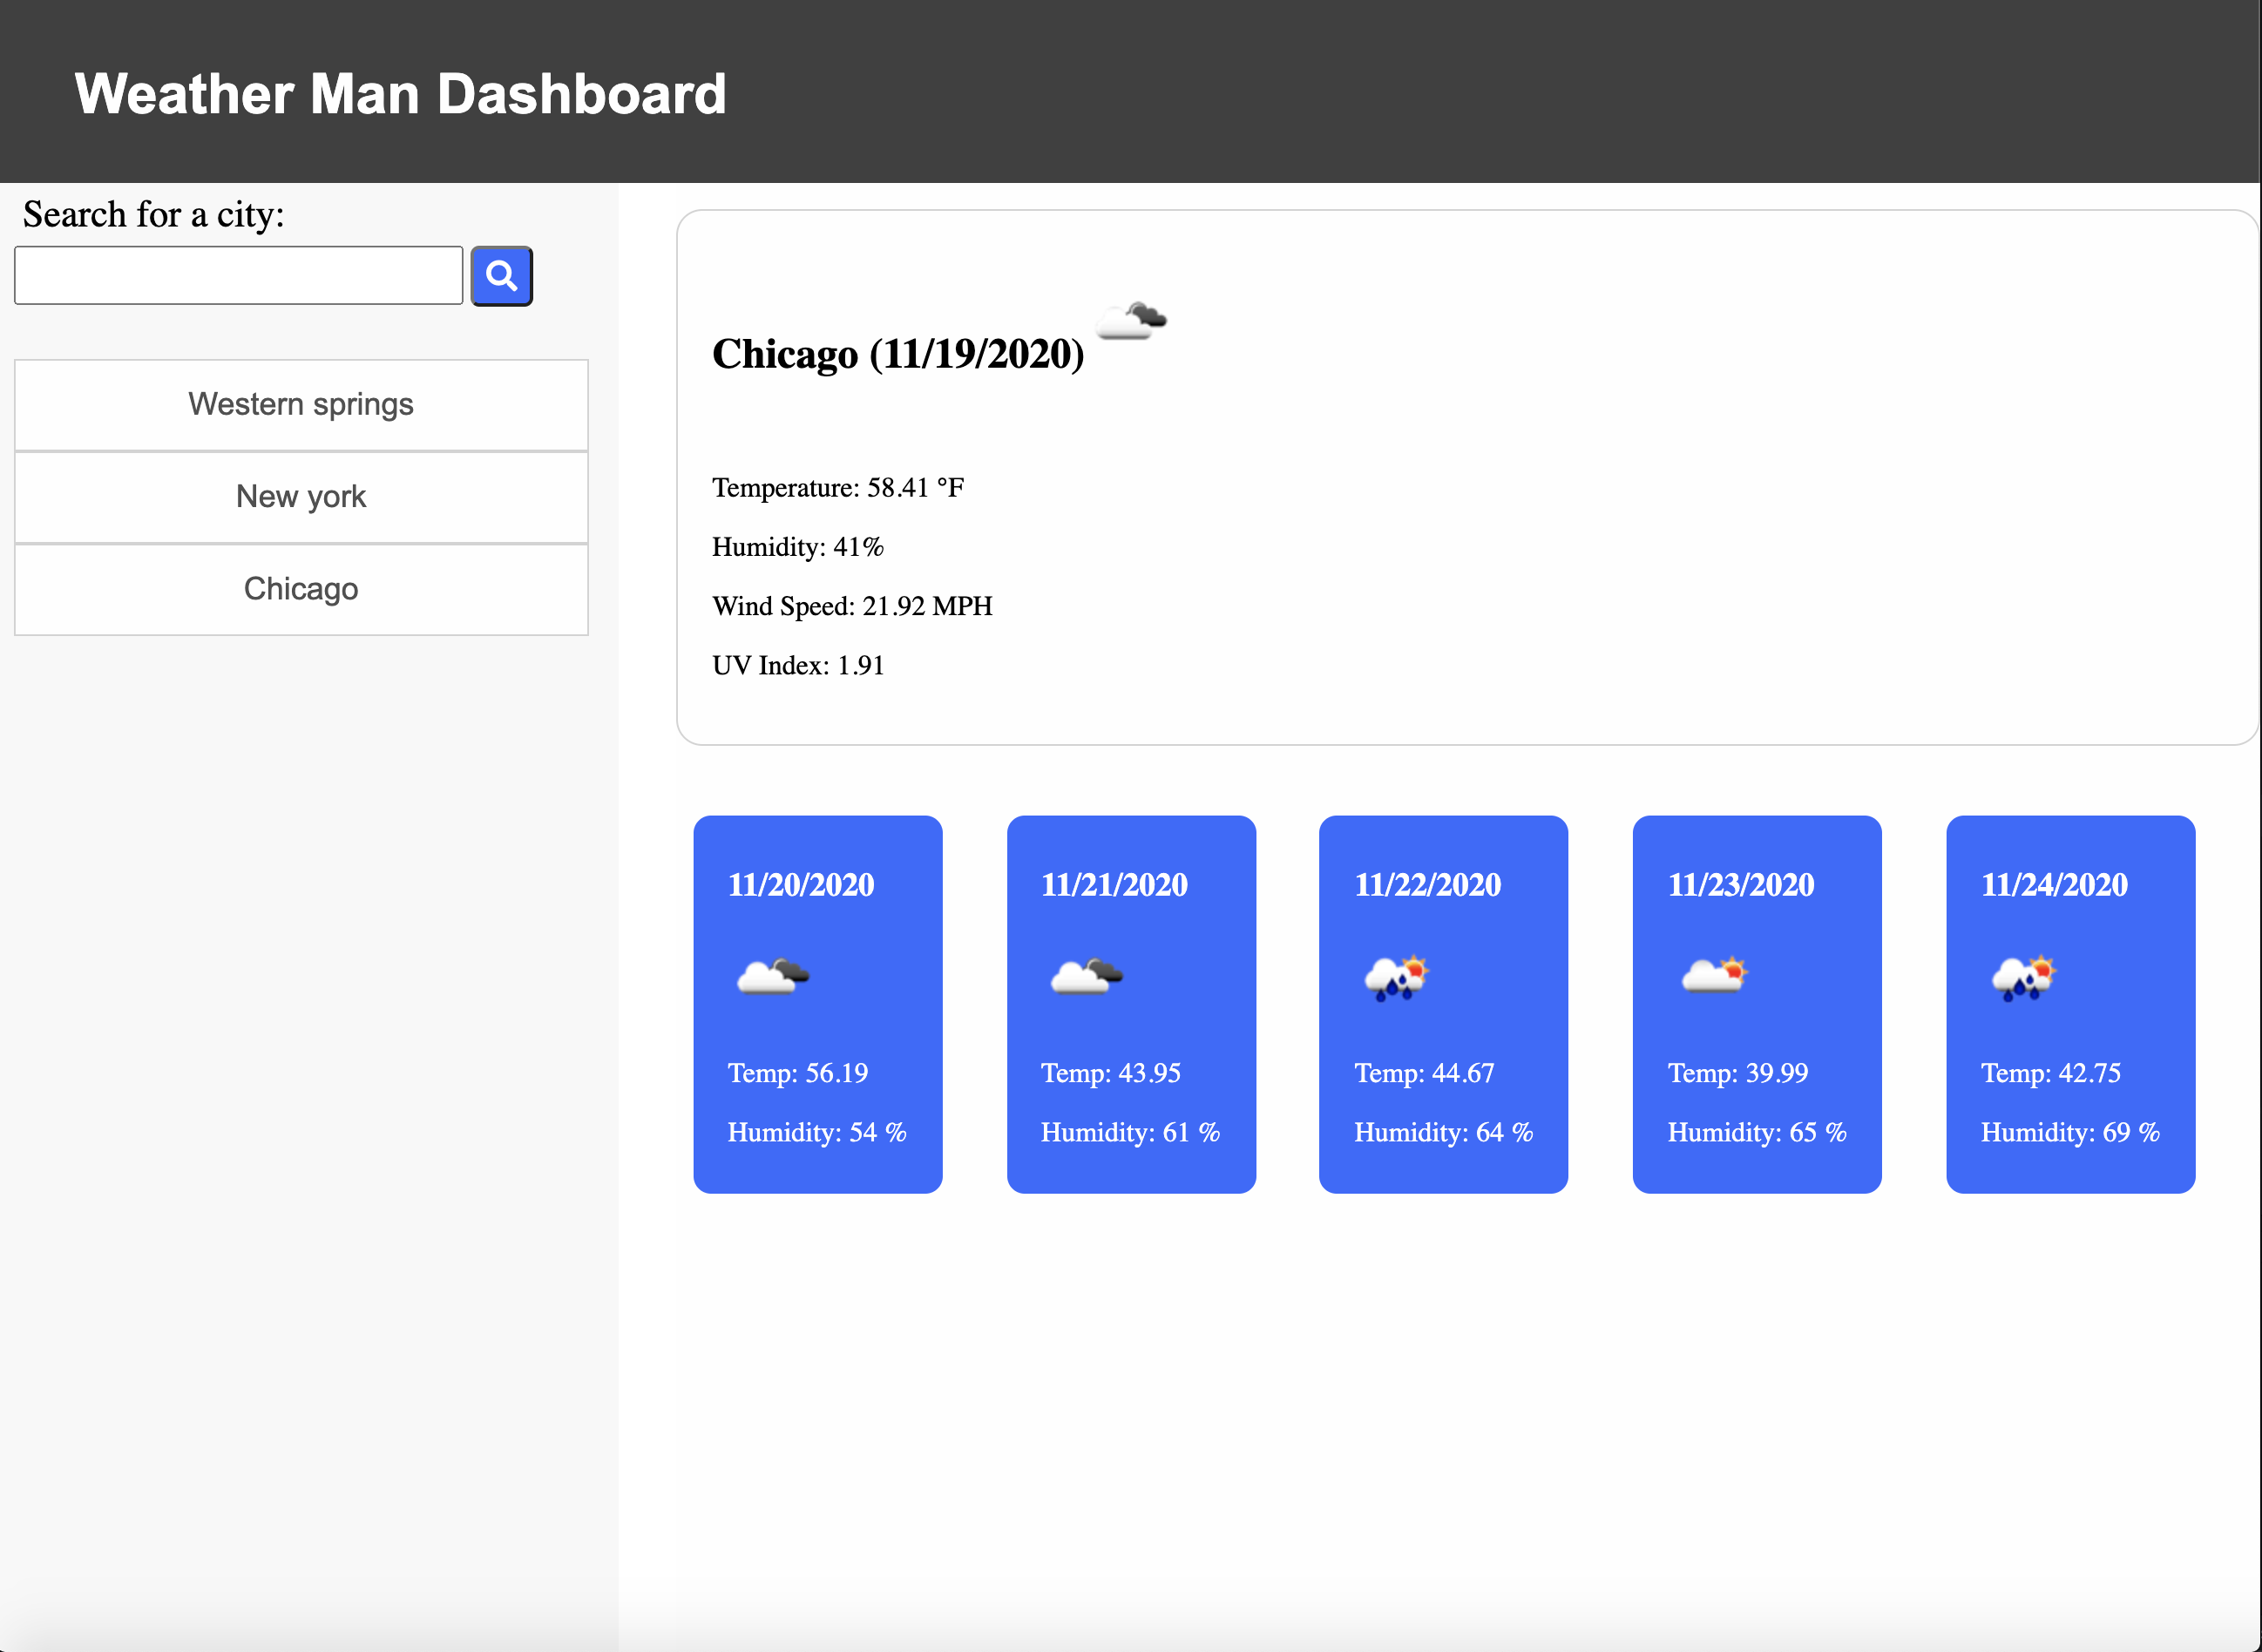 Weather Man Dashboard
Search for a city:
Western springs
New york
Chicago
Chicago (11/19/2020)
Temperature: 58.41 °F
Humidity: 41%
Wind Speed: 21.92 MPH
UV Index: 1.91
11/20/2020
Temp: 56.19
Humidity: 54 %
11/21/2020
Temp: 43.95
Humidity: 61 %
11/22/2020
Temp: 44.67
Humidity: 64 %
11/23/2020
Temp: 39.99
Humidity: 65 %
11/24/2020
Temp: 42.75
Humidity: 69 %